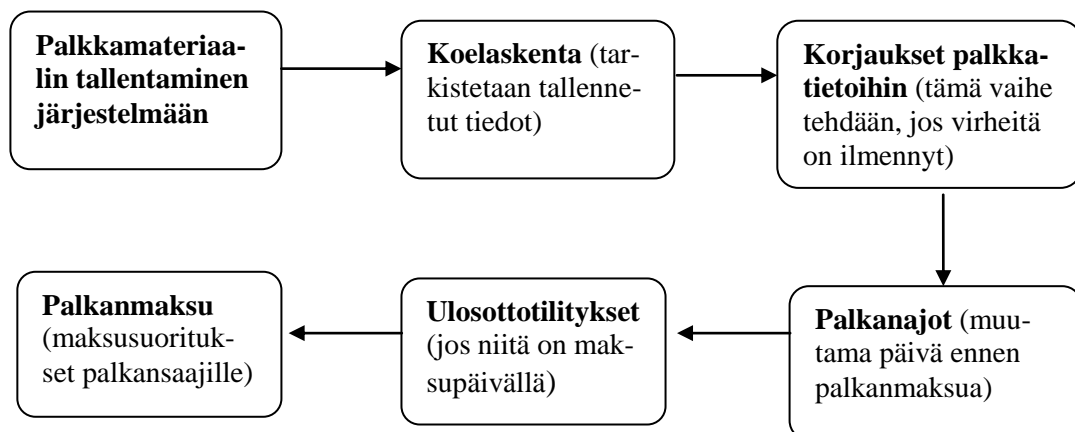 Palkkamateriaa-
lin tallentaminen
järjestelmään
Koelaskenta (tar-
kistetaan tallenne-
tut tiedot)
Korjaukset palkka-
tietoihin (tämä vaihe
tehdään, jos virheitä
on ilmennyt)
Palkanajot (muu-
tama päivä ennen
palkanmaksua)
Ulosottotilitykset
(jos niitä on mak-
supäivällä)
Palkanmaksu
(maksusuorituk-
set palkansaajille)